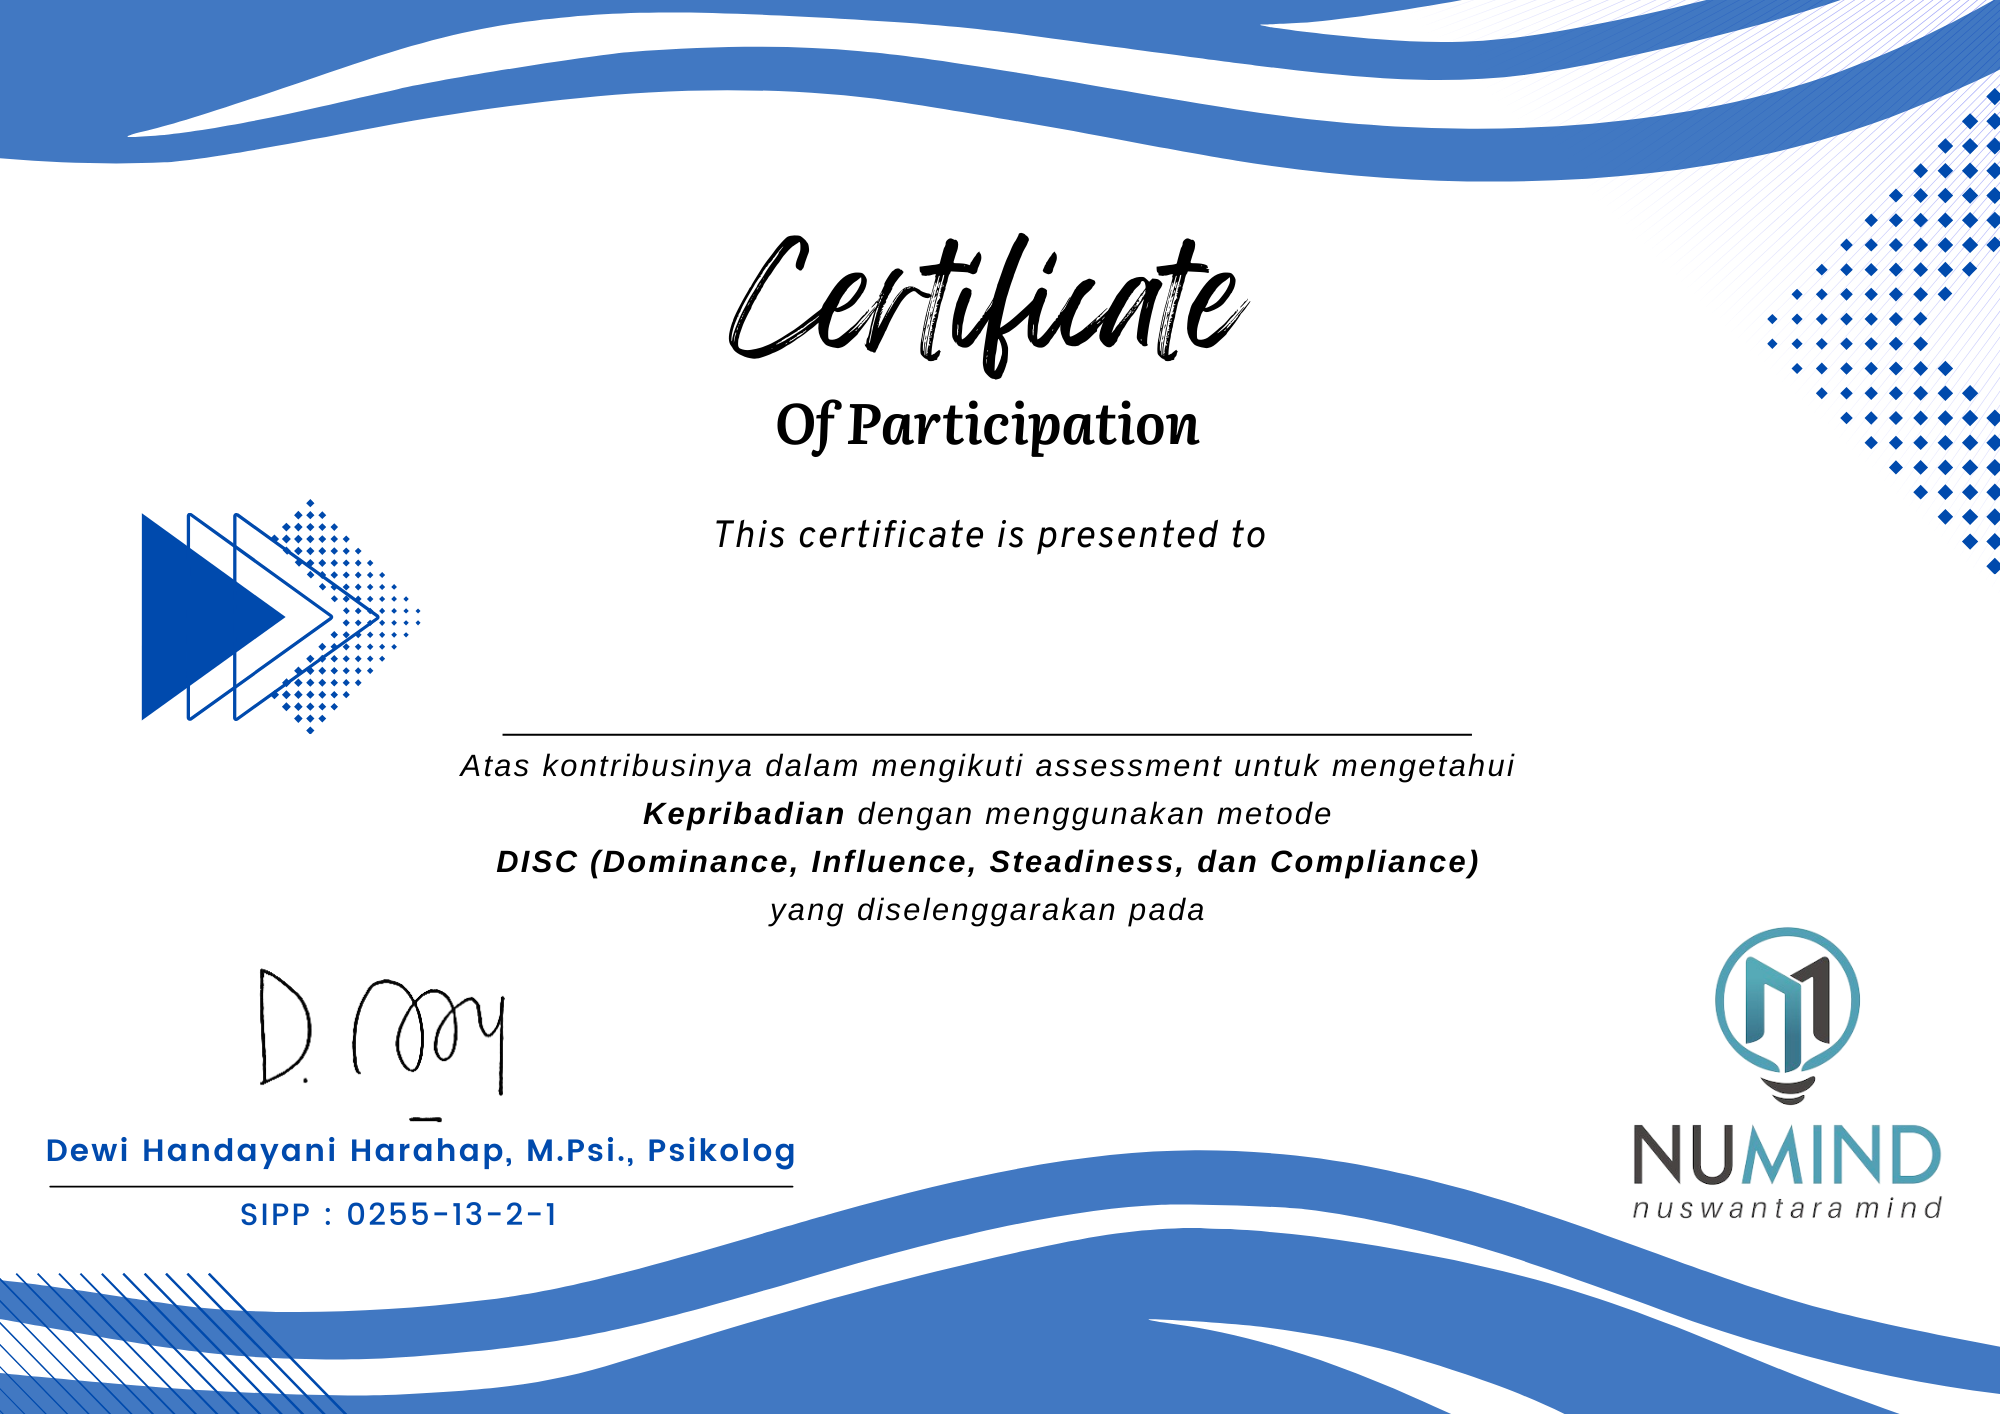 Certificate
Of Participation
This certificate is presented to
Atas kontribusinya dalam mengikuti assessment untuk mengetahui
Kepribadian dengan menggunakan metode
DISC (Dominance, Influence, Steadiness, dan Compliance)
yang diselenggarakan pada
Dewi Handayani Harahap, M.Psi., Psikolog
SIPP : 0255-13-2-1
NUMIND
nuswantara mind